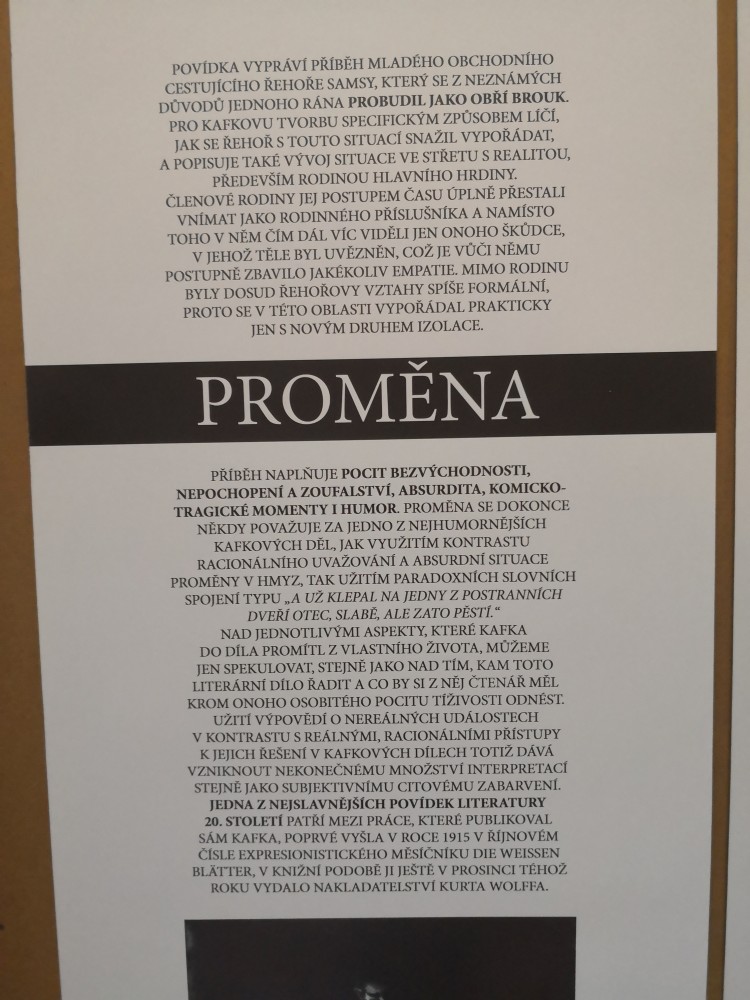 POVÍDKA VYPRÁVÍ PŘÍBĚH MLADÉHO OBCHODNÍHO
CESTUJÍCÍHO ŘEHOŘE SAMSY, KTERÝ SE Z NEZNÁMÝCH
DŮVODŮ JEDNOHO RÁNA PROBUDIL JAKO OBŘÍ BROUK.
PRO KAFKOVU TVORBU SPECIFICKÝM ZPŮSOBEM LÍČÍ,
JAK SE ŘEHOŘ S TOUTO SITUACÍ SNAŽIL VYPOŘÁDAT,
A POPISUJE TAKÉ VÝVOJ SITUACE VE STŘETU S REALITOU,
PŘEDEVŠÍM RODINOU HLAVNÍHO HRDINY.
ČLENOVÉ RODINY JEJ POSTUPEM ČASU ÚPLNĚ PŘESTALI
VNÍMAT JAKO RODINNÉHO PŘÍSLUŠNÍKA A NAMÍSTO
TOHO V NĚM ČÍM DÁL VÍC VIDĚLI JEN ONOHO ŠKŮDCE,
V JEHOŽ TĚLE BYL UVĚZNĚN, COŽ JE VŮČI NĚMU
POSTUPNĚ ZBAVILO JAKÉKOLIV EMPATIE. MIMO RODINU
BYLY DOSUD ŘEHOŘOVY VZTAHY SPÍŠE FORMÁLNÍ,
PROTO SE V TÉTO OBLASTI VYPOŘÁDAL PRAKTICKY
JEN S NOVÝM DRUHEM IZOLACE.
PROMĚNA
PŘÍBĚH NAPLŇUJE POCIT BEZVÝCHODNOSTI,
NEPOCHOPENÍ A ZOUFALSTVÍ, ABSURDITA, KOMICKO-
TRAGICKÉ MOMENTY I HUMOR. PROMĚNA SE DOKONCE
NĚKDY POVAŽUJE ZA JEDNO Z NEJHUMORNĚJŠÍCH
KAFKOVÝCH DĚL, JAK VYUŽITÍM KONTRASTU
RACIONÁLNÍHO UVAŽOVÁNÍ A ABSURDNÍ SITUACE
PROMĚNY V HMYZ, TAK UŽITÍM PARADOXNÍCH SLOVNÍCH
SPOJENÍ TYPU „A UŽ KLEPAL NA JEDNY Z POSTRANNÍCH
DVEŘÍ OTEC, SLABĚ, ALE ZATO PĚSTÍ.“
NAD JEDNOTLIVÝMI ASPEKTY, KTERÉ KAFKA
DO DÍLA PROMÍTL Z VLASTNÍHO ŽIVOTA, MŮŽEME
JEN SPEKULOVAT, STEJNĚ JAKO NAD TÍM, KAM TOTO
LITERÁRNÍ DÍLO ŘADIT A CO BY SI Z NĚJ ČTENÁŘ MĚL
KROM ONOHO OSOBITÉHO POCITU TÍŽIVOSTI ODNÉST.
UŽITÍ VÝPOVĚDÍ O NEREÁLNÝCH UDÁLOSTECH
V KONTRASTU S REÁLNÝMI, RACIONÁLNÍMI PŘÍSTUPY
K JEJICH ŘEŠENÍ V KAFKOVÝCH DÍLECH TOTIŽ DÁVÁ
VZNIKNOUT NEKONEČNÉMU MNOŽSTVÍ INTERPRETACÍ
STEJNĚ JAKO SUBJEKTIVNÍMU CITOVÉMU ZABARVENÍ.
JEDNA Z NEJSLAVNĚJŠÍCH POVÍDEK LITERATURY
20. STOLETÍ PATŘÍ MEZI PRÁCE, KTERÉ PUBLIKOVAL
SÁM KAFKA, POPRVÉ VYŠLA V ROCE 1915 V ŘÍJNOVÉM
ČÍSLE EXPRESIONISTICKÉHO MĚSÍČNÍKU DIE WEISSEN
BLÄTTER, V KNIŽNÍ PODOBĚ JI JEŠTĚ V PROSINCI TÉHOŽ
ROKU VYDALO NAKLADATELSTVÍ KURTA WOLFFA.